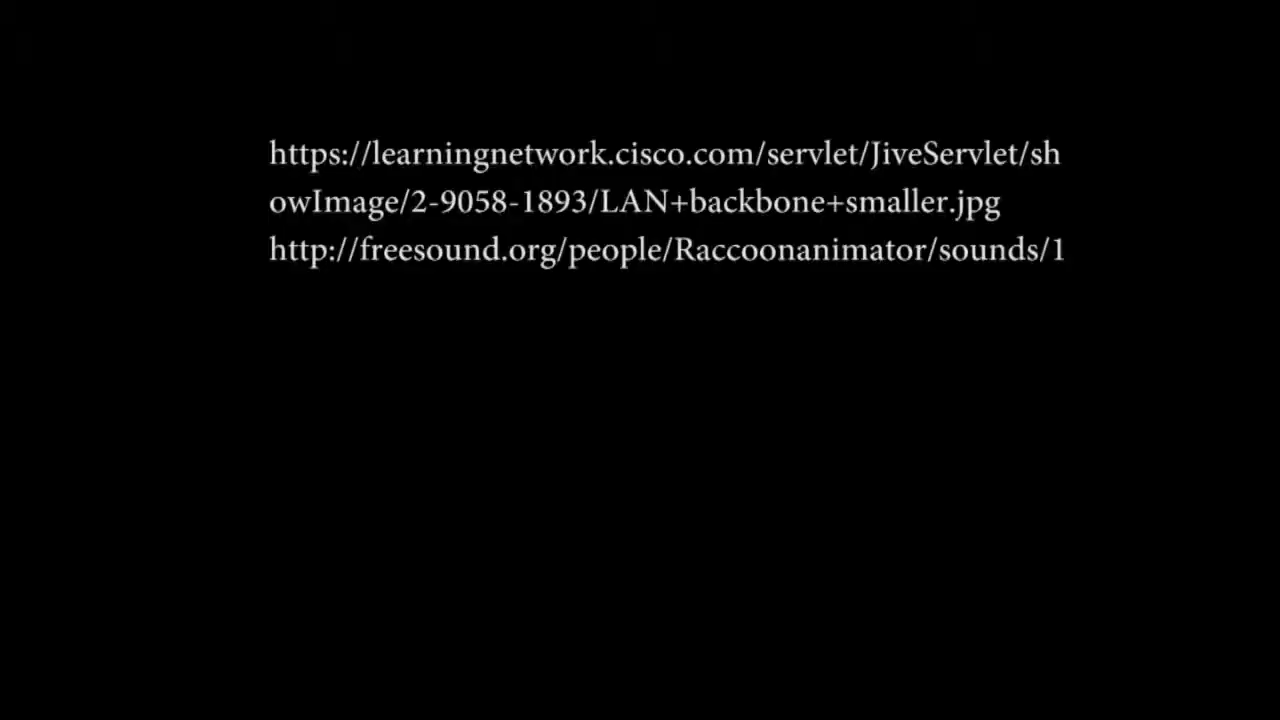 https://learningnetwork.cisco.com/servlet/JiveServlet/sh
owImage/2-9058-1893/LAN+backbone+smaller.jpg
http://freesound.org/people/Raccoonanimator/sounds/1